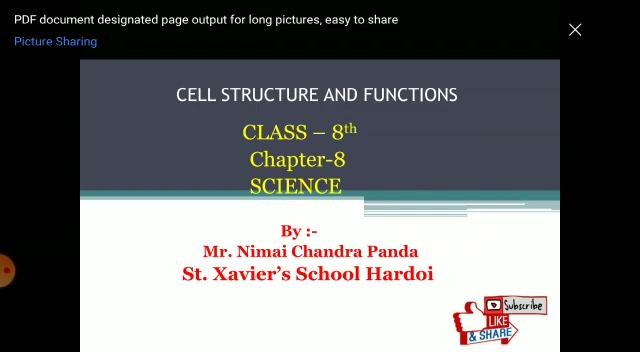 PDF document designated page output for long pictures, easy to share
Picture Sharing
CELL STRUCTURE AND FUNCTIONS
CLASS – 8th
Chapter-8
SCIENCE
By :-
Mr. Nimai Chandra Panda
St. Xavier's School Hardoi
Subscribe
LIKE
& SHARE